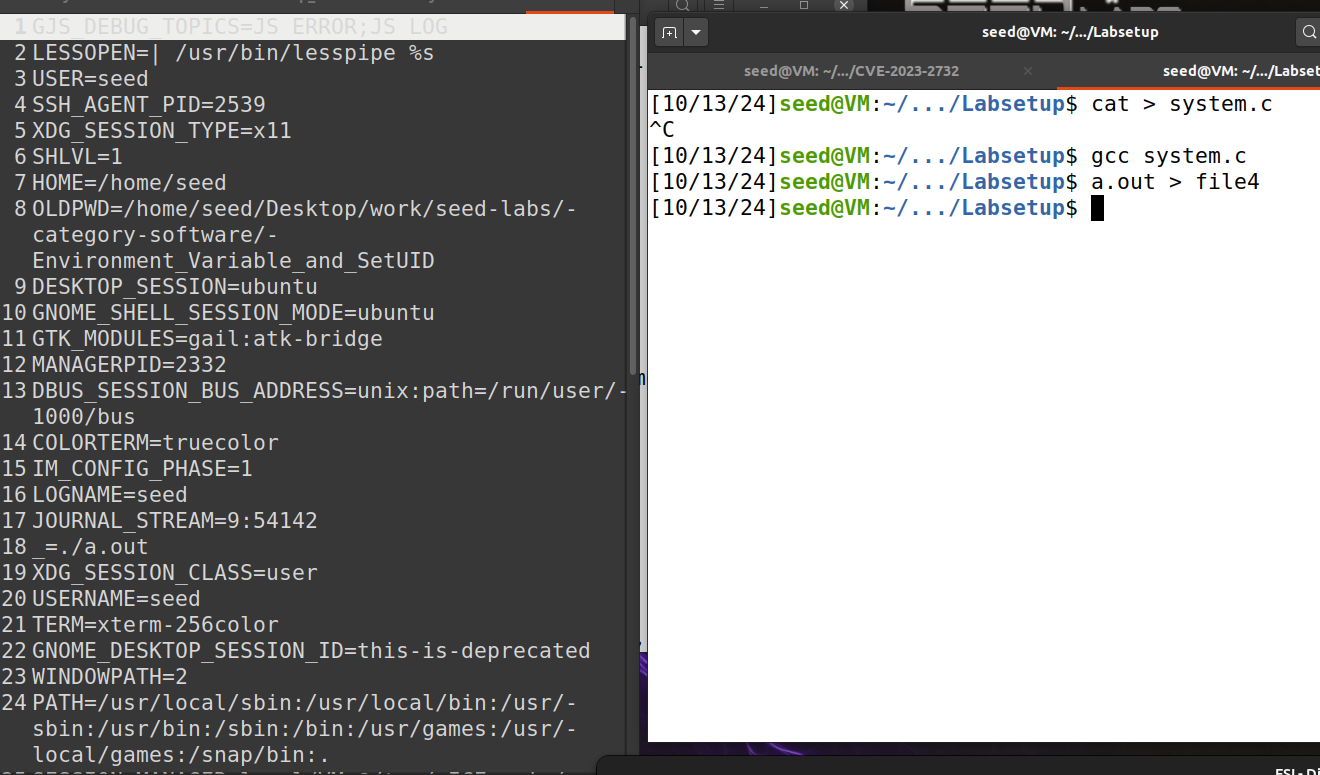 1 GJS_DEBUG_TOPICS=JS ERROR;JS LOG
2 LESSOPEN=| /usr/bin/lesspipe %s
3 USER=seed
4 SSH_AGENT_PID=2539
5 XDG_SESSION_TYPE=x11
6 SHLVL=1
7 HOME=/home/seed
8 OLDPWD=/home/seed/Desktop/work/seed-labs/-
category-software/-
Environment_Variable_and_SetUID
9 DESKTOP_SESSION=ubuntu
10 GNOME_SHELL_SESSION_MODE=ubuntu
11 GTK_MODULES=gail:atk-bridge
12 MANAGERPID=2332
13 DBUS_SESSION_BUS_ADDRESS=unix:path=/run/user/-
1000/bus
14 COLORTERM=truecolor
15 IM_CONFIG_PHASE=1
16 LOGNAME=seed
17 JOURNAL_STREAM=9:54142
18 _=./a.out
19 XDG_SESSION_CLASS=user
20 USERNAME=seed
21 TERM=xterm-256color
22 GNOME_DESKTOP_SESSION_ID=this-is-deprecated
23 WINDOWPATH=2
24 PATH=/usr/local/sbin:/usr/local/bin:/usr/-
sbin:/usr/bin:/sbin:/bin:/usr/games:/usr/-
local/games:/snap/bin:.
seed@VM: ~/.../Labsetup
seed@VM: ~/.../CVE-2023-2732
seed@VM: ~/.../Labset
[10/13/24]seed@VM:~/.../Labsetup$ cat > system.c
^C
[10/13/24]seed@VM:~/.../Labsetup$ gcc system.c
[10/13/24]seed@VM:~/.../Labsetup$ a.out > file4
[10/13/24]seed@VM:~/.../Labsetup$